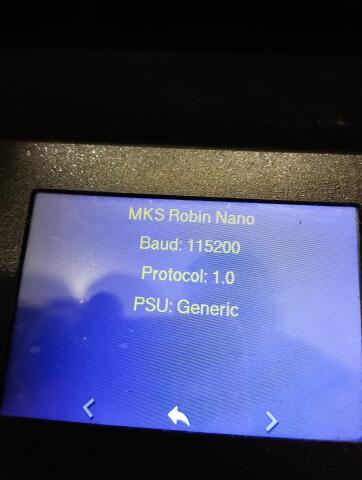 MKS Robin Nano
Baud: 115200
Protocol: 1.0
PSU: Generic